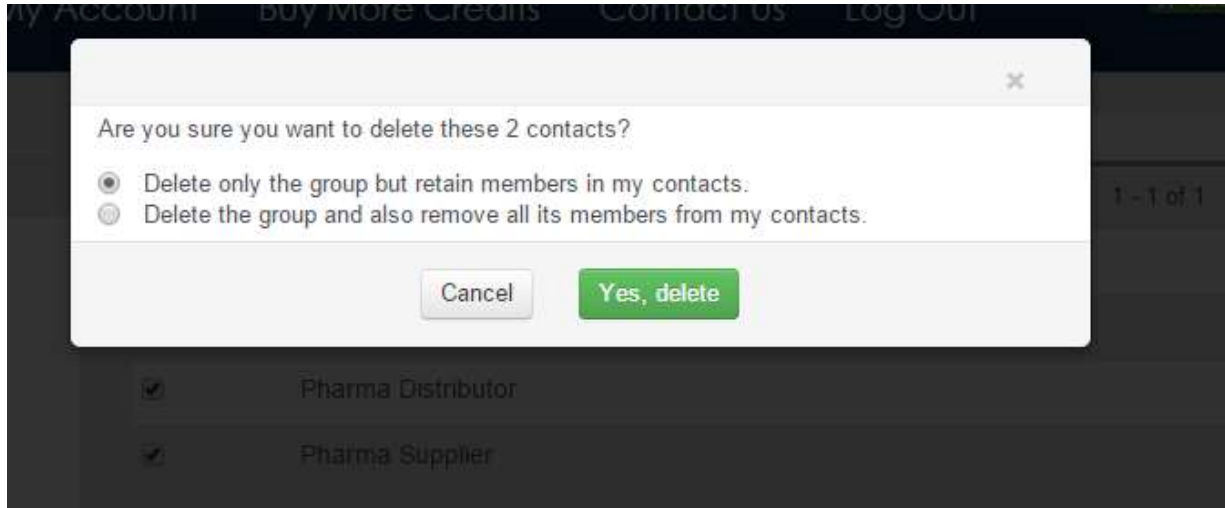 My Account Buy More Credits Contact Us Log Out
×
Are you sure you want to delete these 2 contacts?
Delete only the group but retain members in my contacts.
Delete the group and also remove all its members from my contacts.
1 - 1 of 1
Cancel Yes, delete
Pharma Distributor
Pharma Supplier